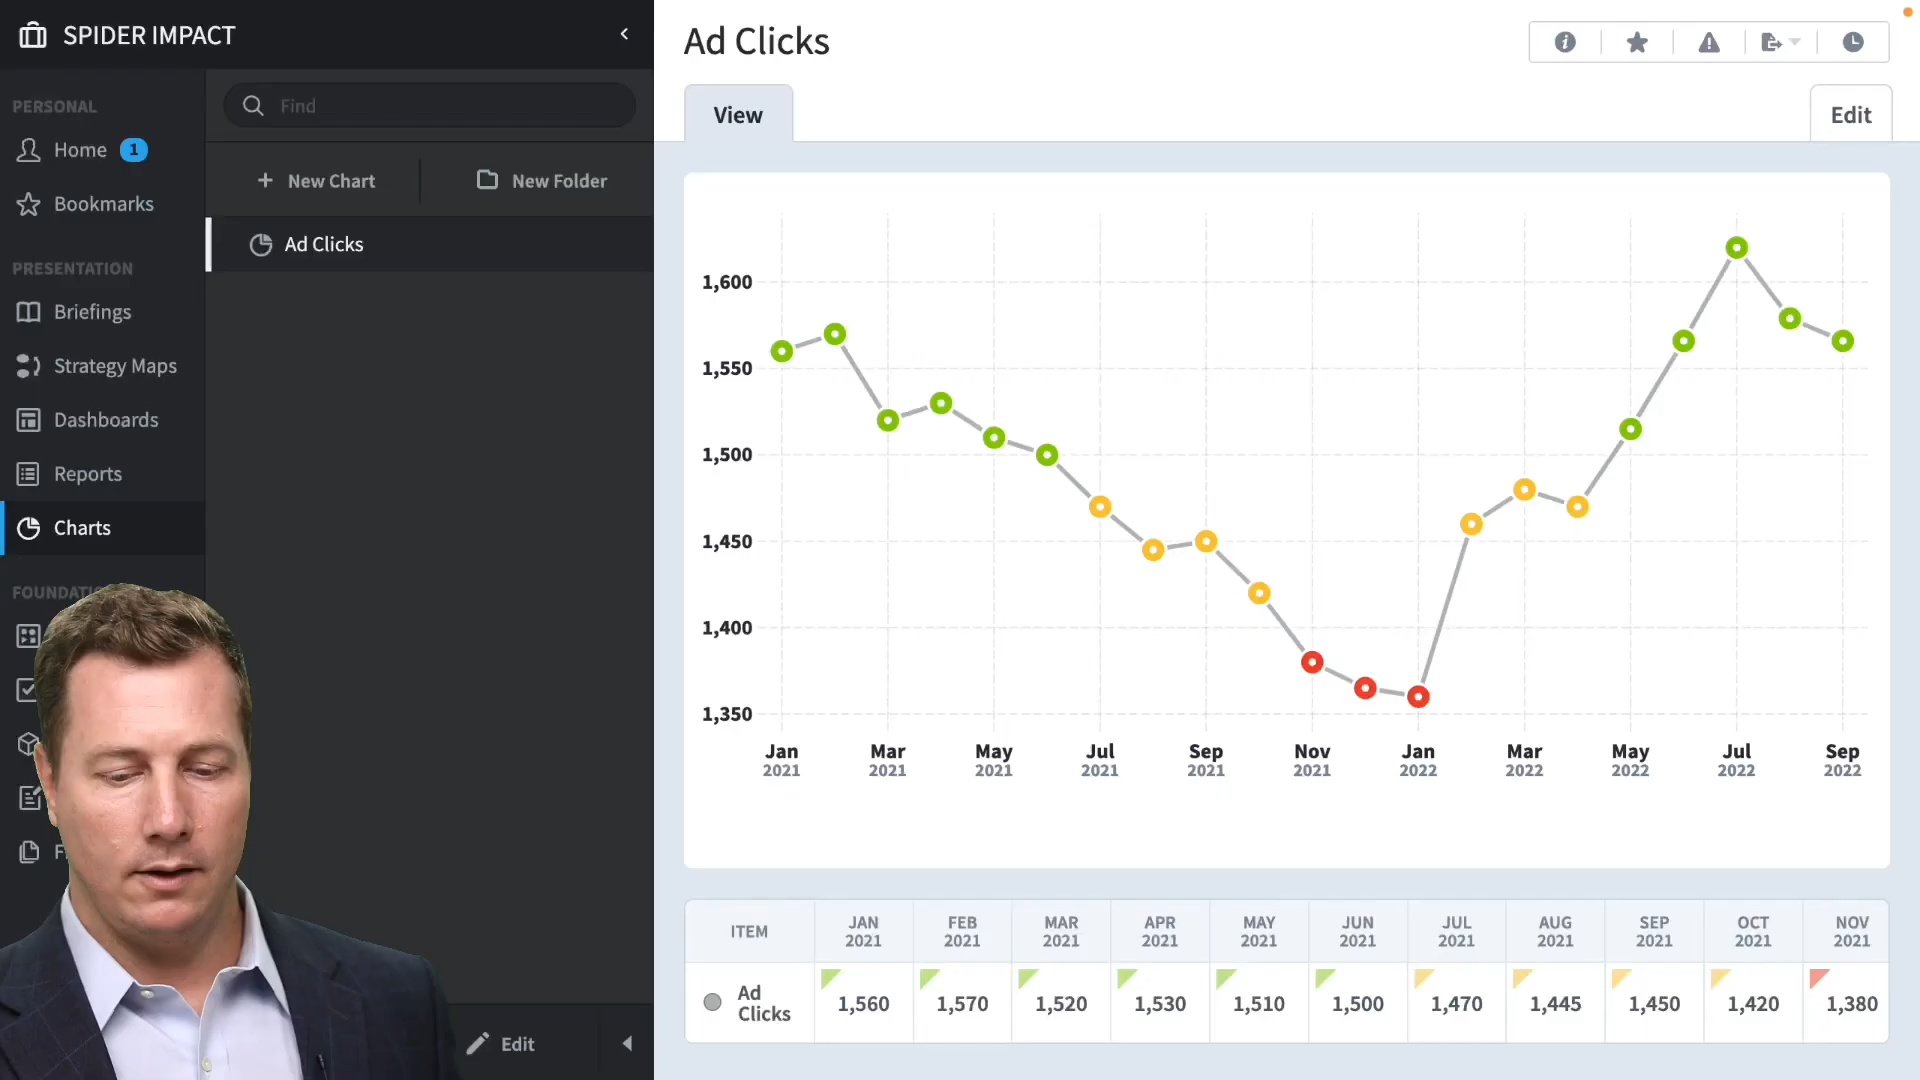 SPIDER IMPACT
PERSONAL
Home 1
Bookmarks
PRESENTATION
Briefings
Strategy Maps
Dashboards
Reports
Charts
Find
New Chart
New Folder
Ad Clicks
Edit
Ad Clicks
View
Edit
1,600
1,550
1,500
1,450
1,400
1,350
Jan Mar May Jul Sep Nov Jan Mar May Jul Sep
2021 2021 2021 2021 2021 2021 2022 2022 2022 2022 2022
ITEM
JAN FEB MAR APR MAY JUN JUL AUG SEP OCT NOV
2021 2021 2021 2021 2021 2021 2021 2021 2021 2021 2021
Ad
Clicks
1,560 1,570 1,520 1,530 1,510 1,500 1,470 1,445 1,450 1,420 1,380